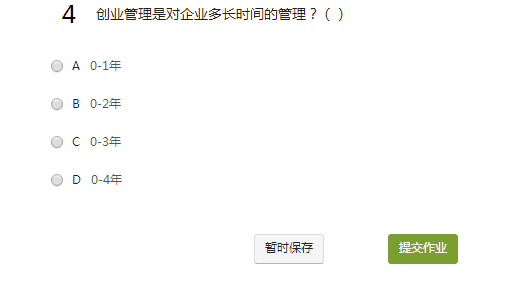 4 创业管理是对企业多长时间的管理？（ ）
A 0-1年
B 0-2年
C 0-3年
D 0-4年
暂时保存 提交作业